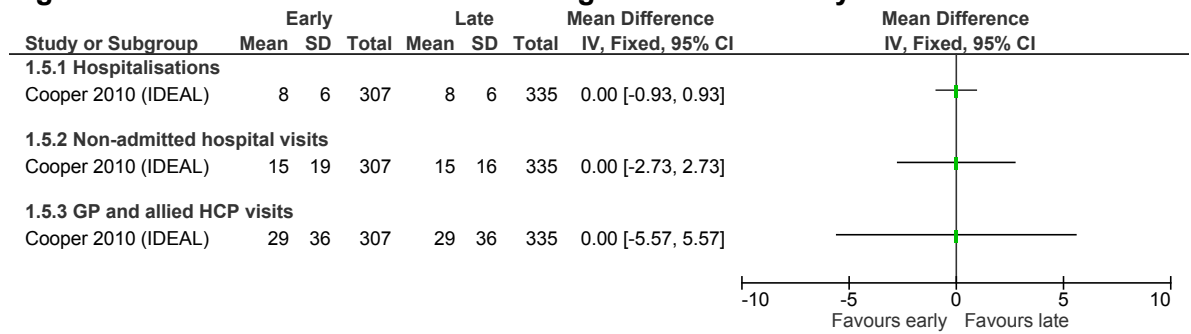 Early Late Mean Difference Mean Difference
Study or Subgroup Mean SD Total Mean SD Total IV, Fixed, 95% CI IV, Fixed, 95% CI
1.5.1 Hospitalisations
Cooper 2010 (IDEAL) 8 6 307 8 6 335 0.00 [-0.93, 0.93]
1.5.2 Non-admitted hospital visits
Cooper 2010 (IDEAL) 15 19 307 15 16 335 0.00 [-2.73, 2.73]
1.5.3 GP and allied HCP visits
Cooper 2010 (IDEAL) 29 36 307 29 36 335 0.00 [-5.57, 5.57]
-10 -5 0 5 10
Favours early Favours late